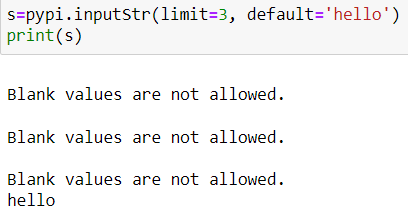 s=pypi.inputStr(limit=3, default='hello')
print(s)
Blank values are not allowed.
Blank values are not allowed.
Blank values are not allowed.
hello